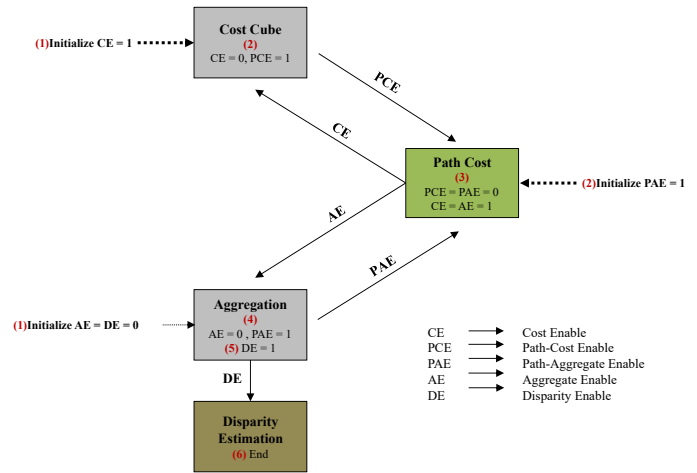 Cost Cube
(2)
CE = 0, PCE = 1
(1)Initialize CE = 1
PCE
CE
Path Cost
(3)
PCE = PAE = 0
CE = AE = 1
(2)Initialize PAE = 1
AE
PAE
Aggregation
(4)
AE = 0 , PAE = 1
(5) DE = 1
(1)Initialize AE = DE = 0
DE
Disparity
Estimation
(6) End
CE Cost Enable
PCE Path-Cost Enable
PAE Path-Aggregate Enable
AE Aggregate Enable
DE Disparity Enable